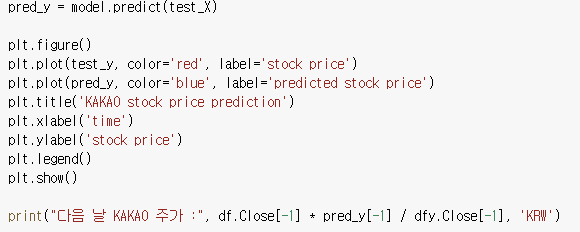 pred_y = model.predict(test_X)
plt.figure()
plt.plot(test_y, color='red', label='stock price')
plt.plot(pred_y, color='blue', label='predicted stock price')
plt.title('KAKAO stock price prediction')
plt.xlabel('time')
plt.ylabel('stock price')
plt.legend()
plt.show()
print("다음 날 KAKAO 주가 :", df.Close[-1] * pred_y[-1] / dfy.Close[-1], 'KRW')